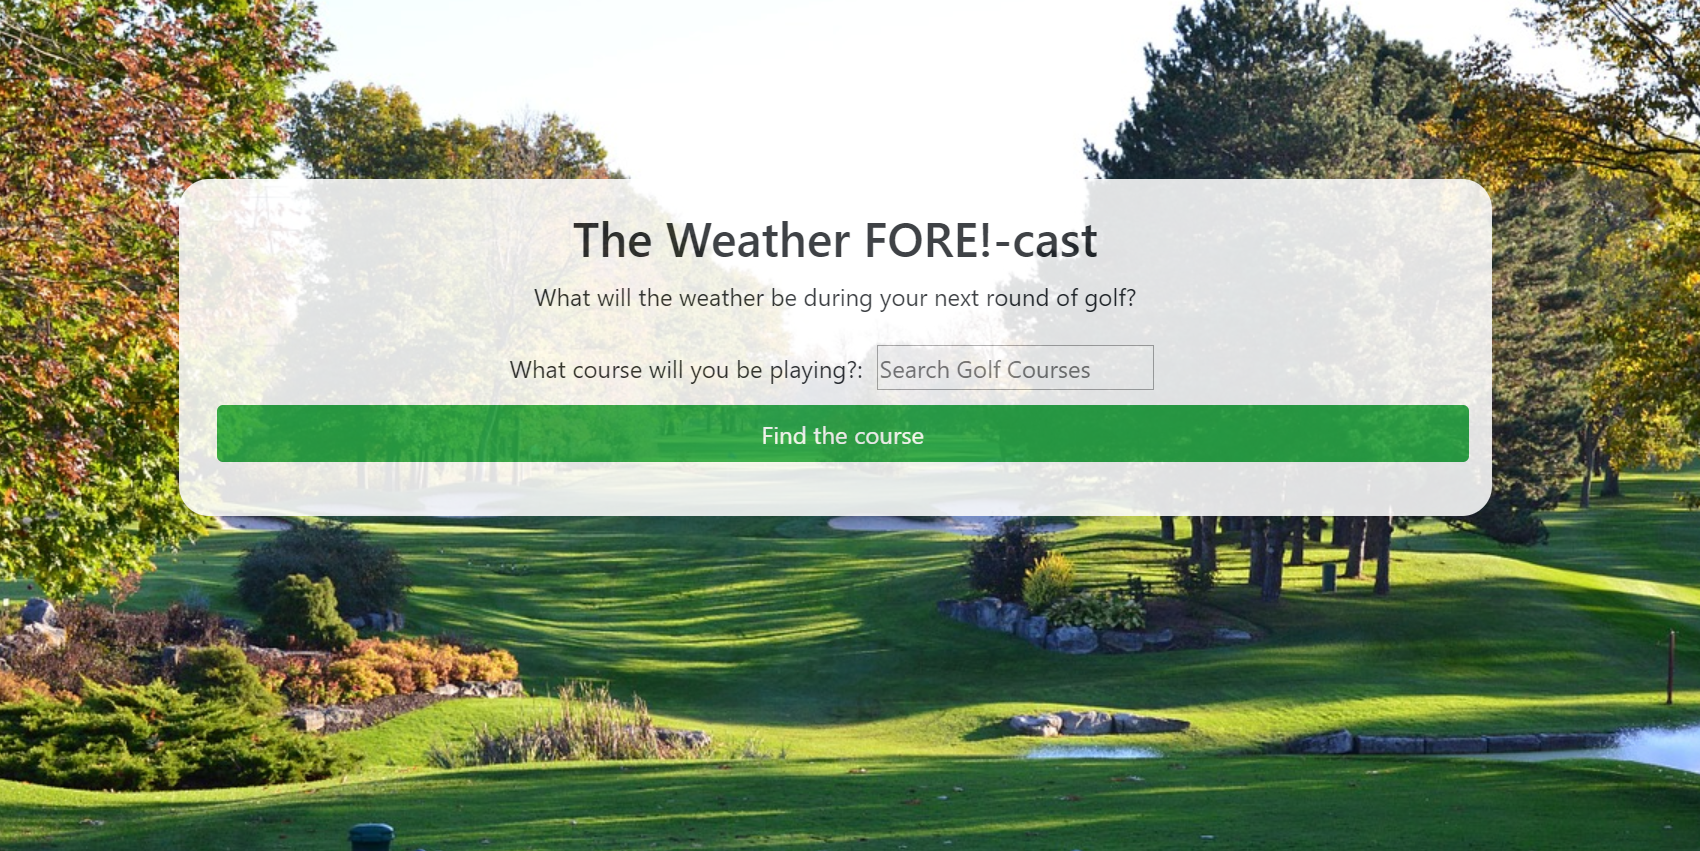 The Weather FORE!-cast
What will the weather be during your next round of golf?
What course will you be playing?: Search Golf Courses
Find the course